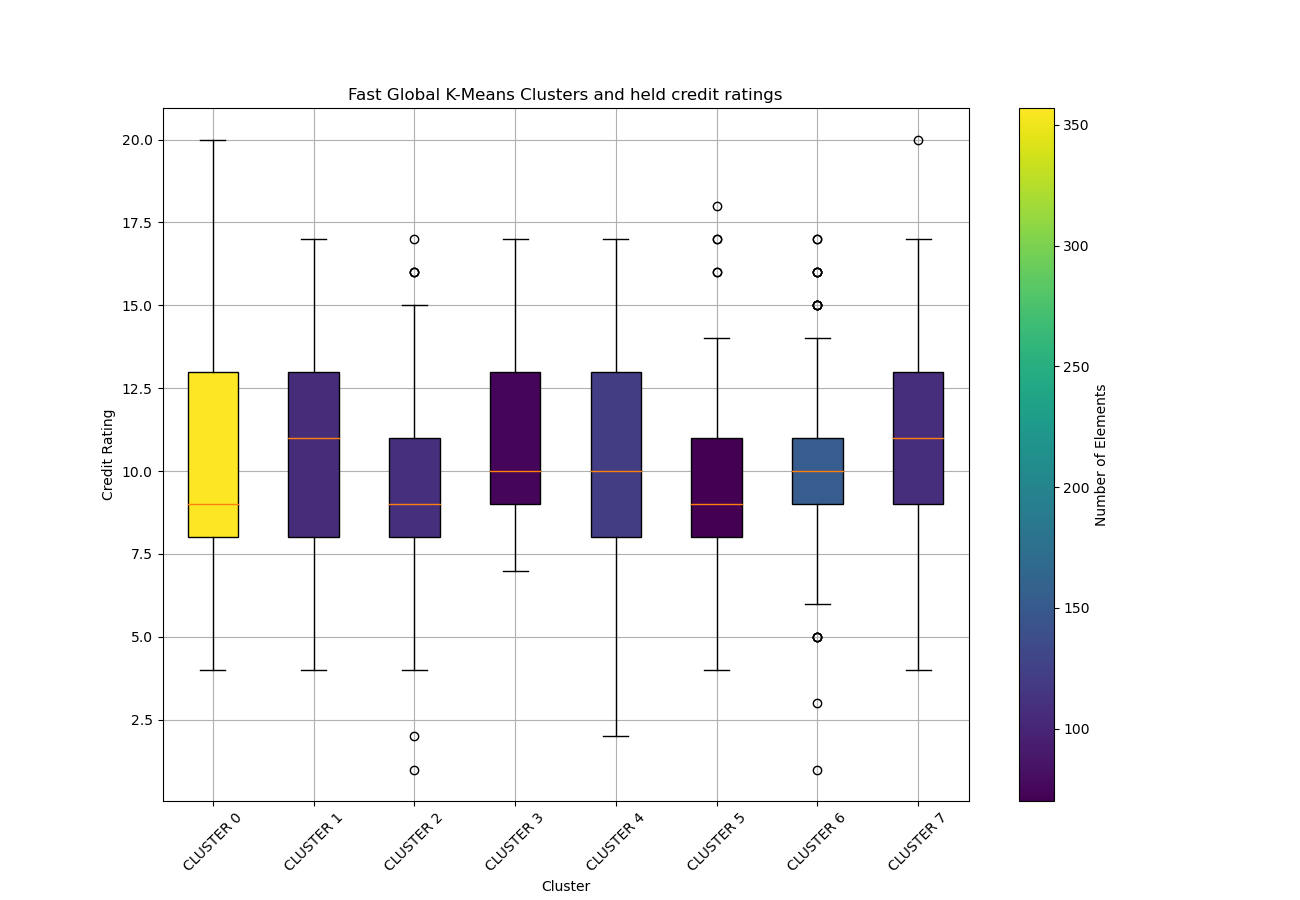 Fast Global K-Means Clusters and held credit ratings
20.0
17.5
15.0
12.5
10.0
7.5
5.0
2.5
Credit Rating
CLUSTER 0
CLUSTER 1
CLUSTER 2
CLUSTER 3
CLUSTER 4
CLUSTER 5
CLUSTER 6
CLUSTER 7
Cluster
350
300
250
200
150
100
Number of Elements